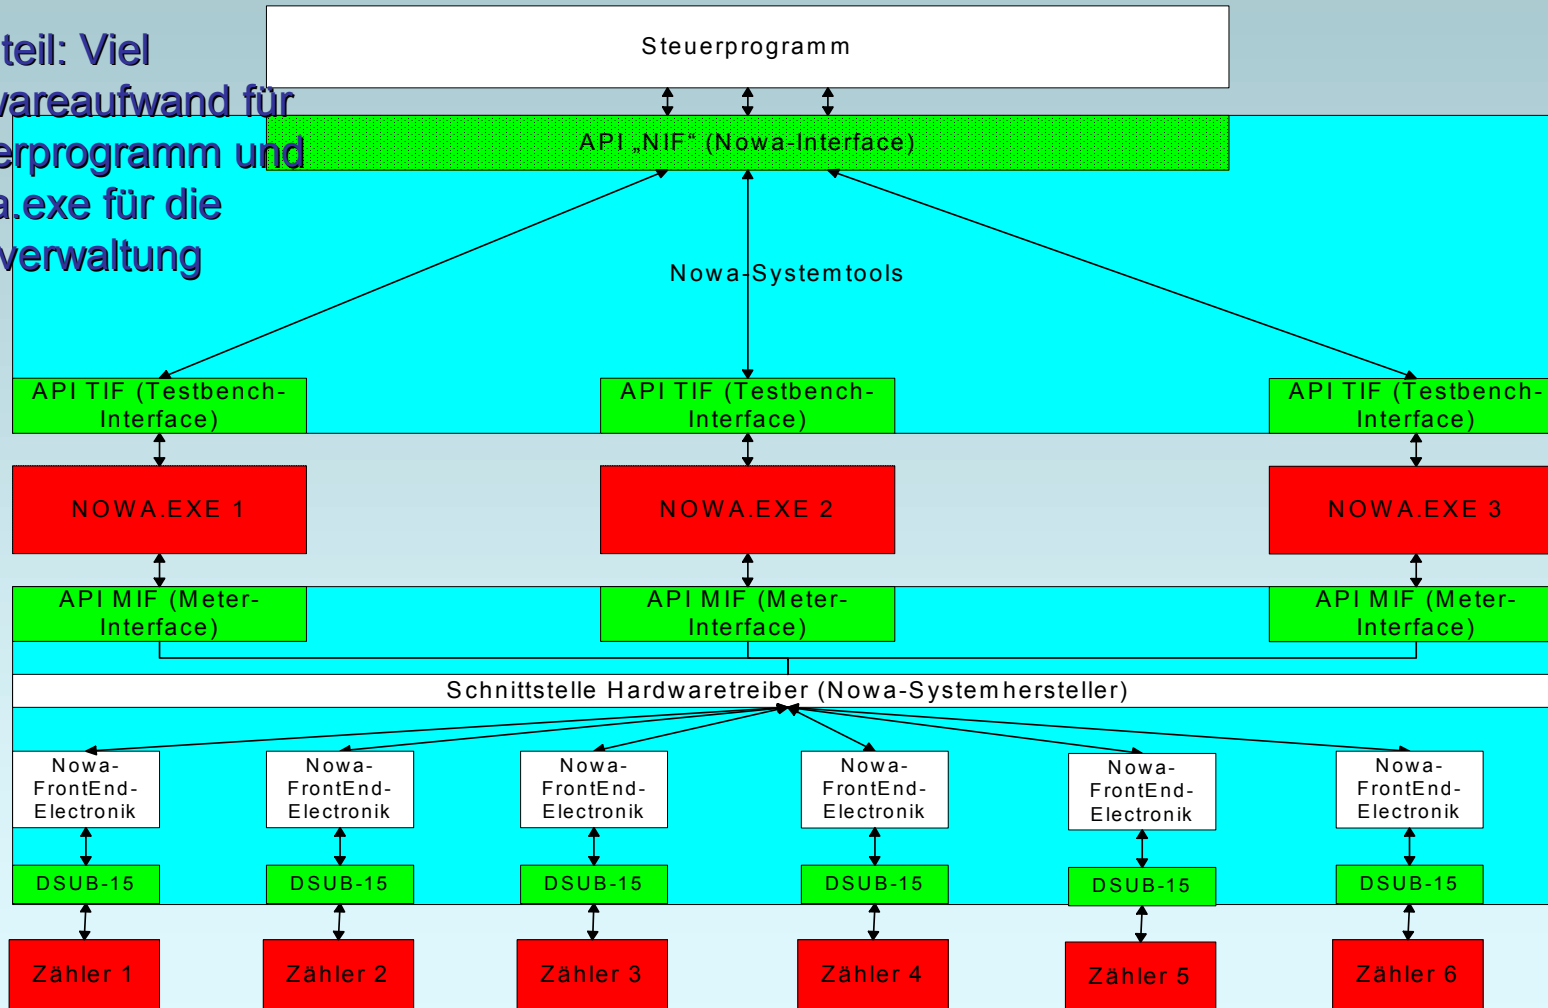 teil: Viel
wareaufwand für
erprogramm und
a.exe für die
verwaltung
Steuerprogramm
API „NIF“ (Nowa-Interface)
Nowa-Systemtools
API TIF (Testbench-
Interface)
API TIF (Testbench-
Interface)
API TIF (Testbench-
Interface)
NOWA.EXE 1
NOWA.EXE 2
NOWA.EXE 3
API MIF (Meter-
Interface)
API MIF (Meter-
Interface)
API MIF (Meter-
Interface)
Schnittstelle Hardwaretreiber (Nowa-Systemhersteller)
Nowa-
FrontEnd-
Electronik
Nowa-
FrontEnd-
Electronik
Nowa-
FrontEnd-
Electronik
Nowa-
FrontEnd-
Electronik
Nowa-
FrontEnd-
Electronik
Nowa-
FrontEnd-
Electronik
DSUB-15
DSUB-15
DSUB-15
DSUB-15
DSUB-15
DSUB-15
Zähler 1
Zähler 2
Zähler 3
Zähler 4
Zähler 5
Zähler 6